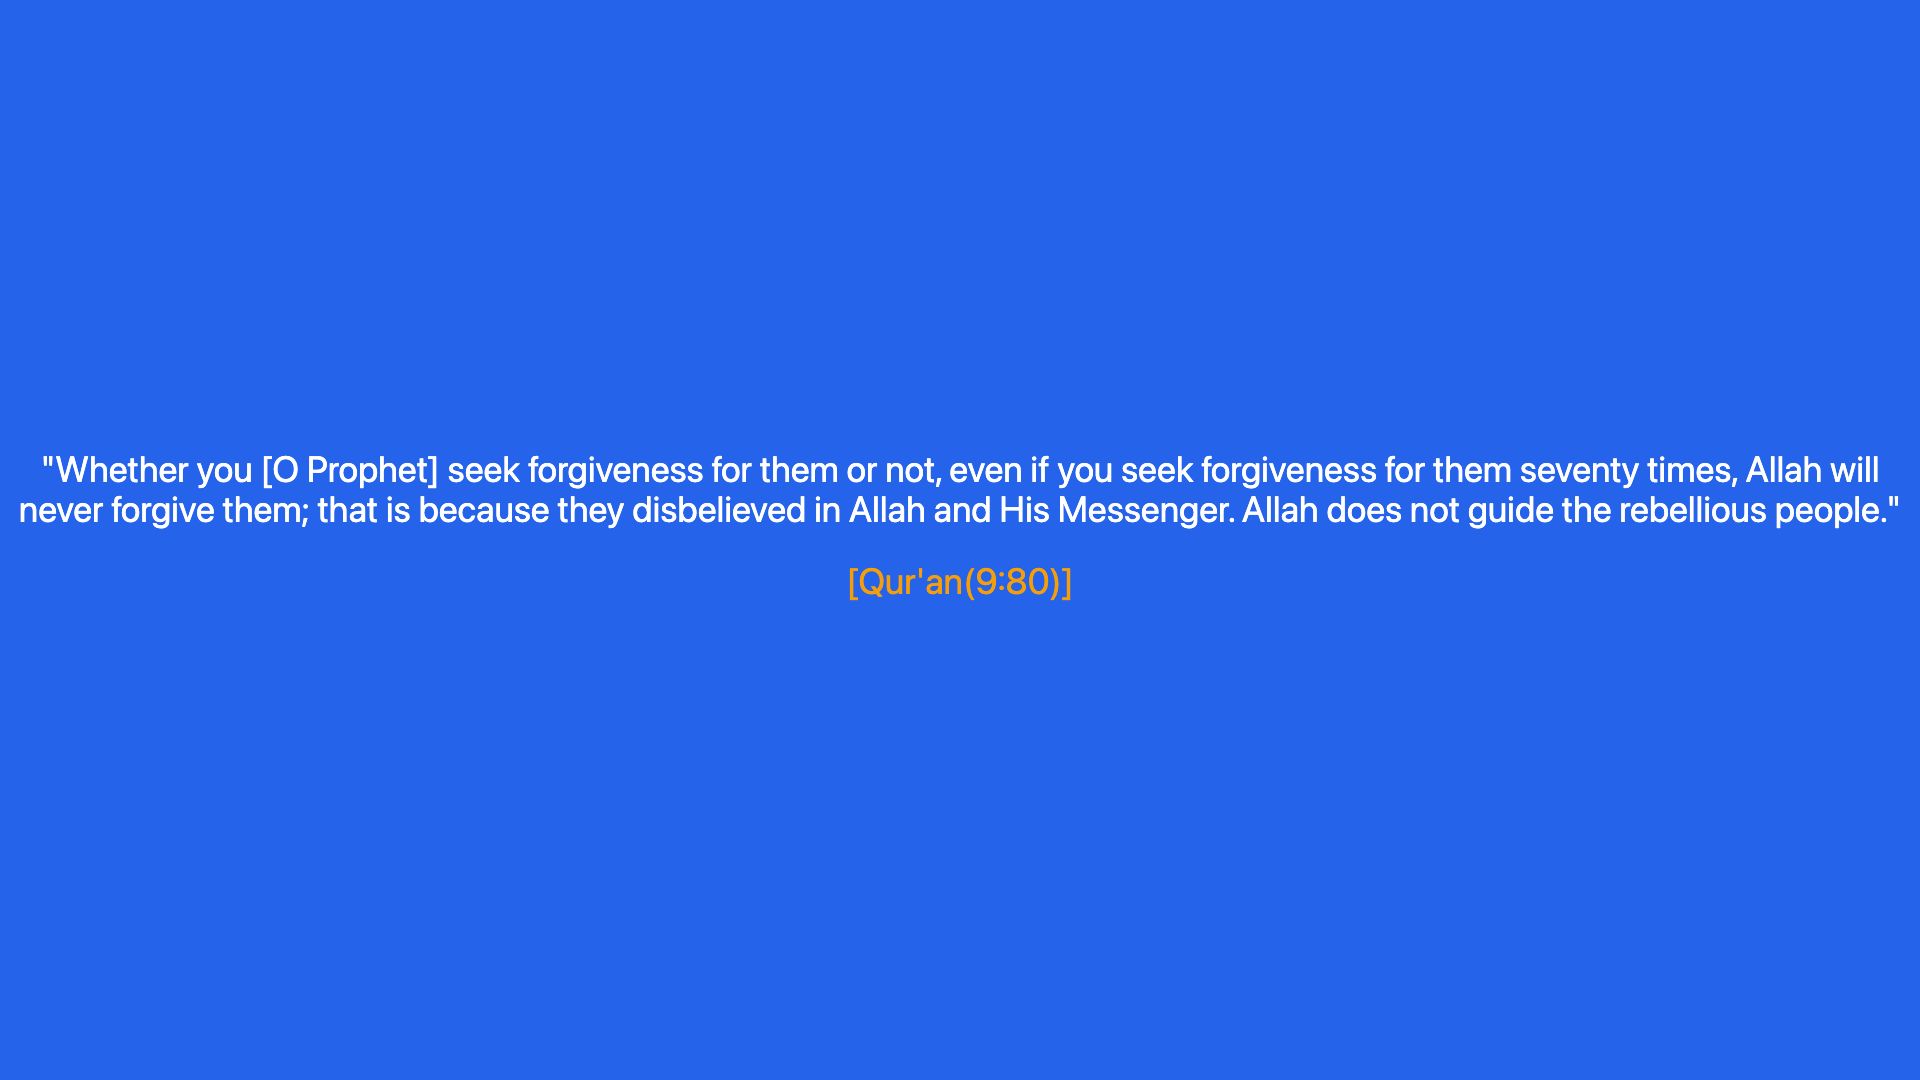 "Whether you [O Prophet] seek forgiveness for them or not, even if you seek forgiveness for them seventy times, Allah will
never forgive them; that is because they disbelieved in Allah and His Messenger. Allah does not guide the rebellious people."
[Qur'an(9:80)]